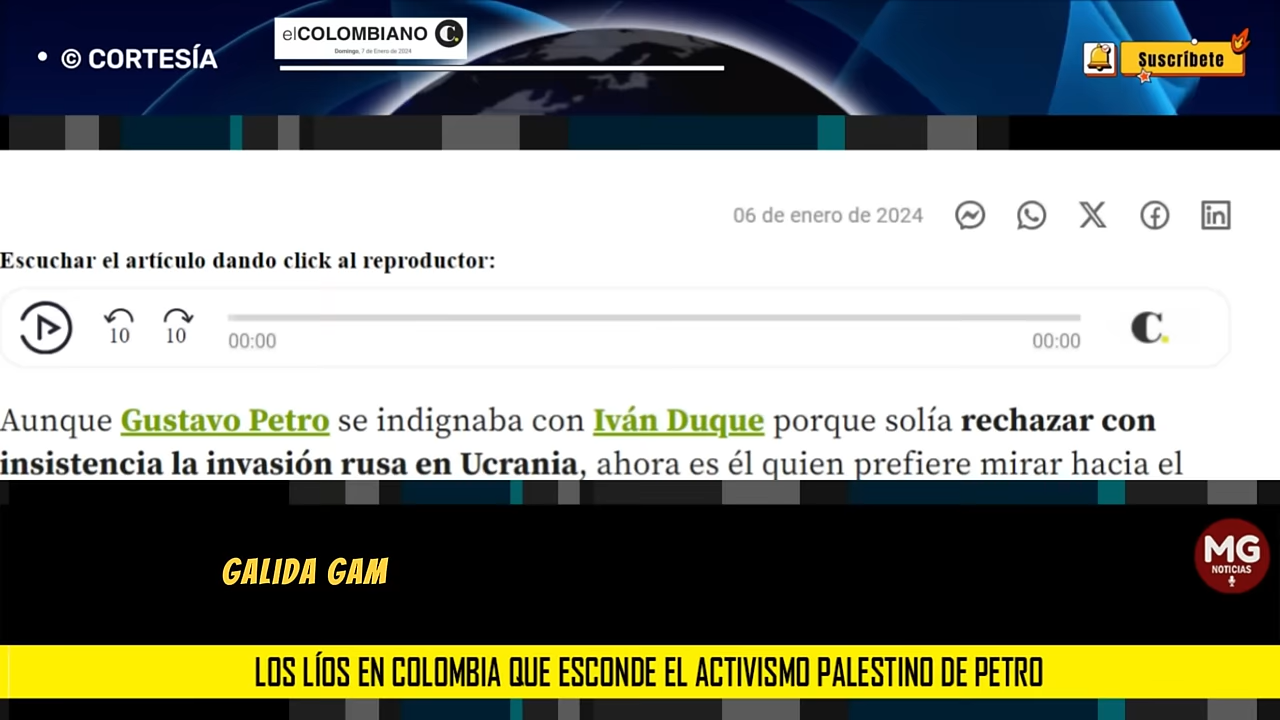 • © CORTESÍA
elCOLOMBIANO C.
Domingo, 7 de Enero de 2024
Suscríbete
06 de enero de 2024
Escuchar el artículo dando click al reproductor:
10 10
00:00 00:00
C.
Aunque Gustavo Petro se indignaba con Iván Duque porque solía rechazar con
insistencia la invasión rusa en Ucrania, ahora es él quien prefiere mirar hacia el
GALIDA GAM
MG
NOTICIAS
LOS LÍOS EN COLOMBIA QUE ESCONDE EL ACTIVISMO PALESTINO DE PETRO